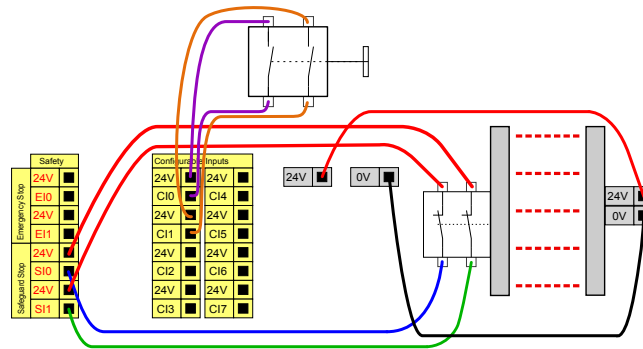 Safety
Emergency Stop
24V
EI0
24V
EI1
Safeguard Stop
24V
SI0
24V
SI1
Configurable Inputs
24V 24V
CI0 CI4
24V 24V
CI1 CI5
24V 24V
CI2 CI6
24V 24V
CI3 CI7
24V
0V
24V
0V